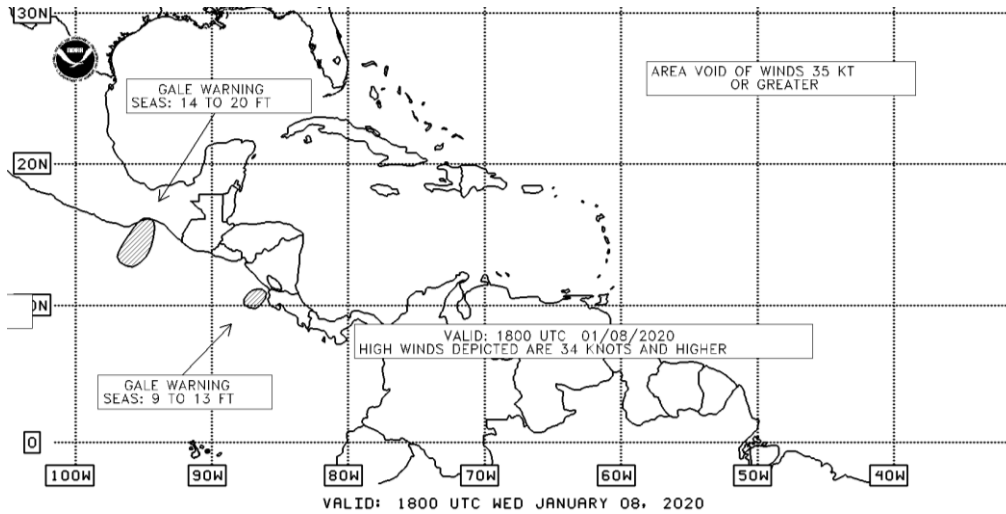 30N
AREA VOID OF WINDS 35 KT
OR GREATER
GALE WARNING
SEAS: 14 TO 20 FT
20N
VALID: 1800 UTC 01/08/2020
HIGH WINDS DEPICTED ARE 34 KNOTS AND HIGHER
GALE WARNING
SEAS: 9 TO 13 FT
0
100W 90W 80W 70W 60W 50W 40W
VALID: 1800 UTC WED JANUARY 08, 2020